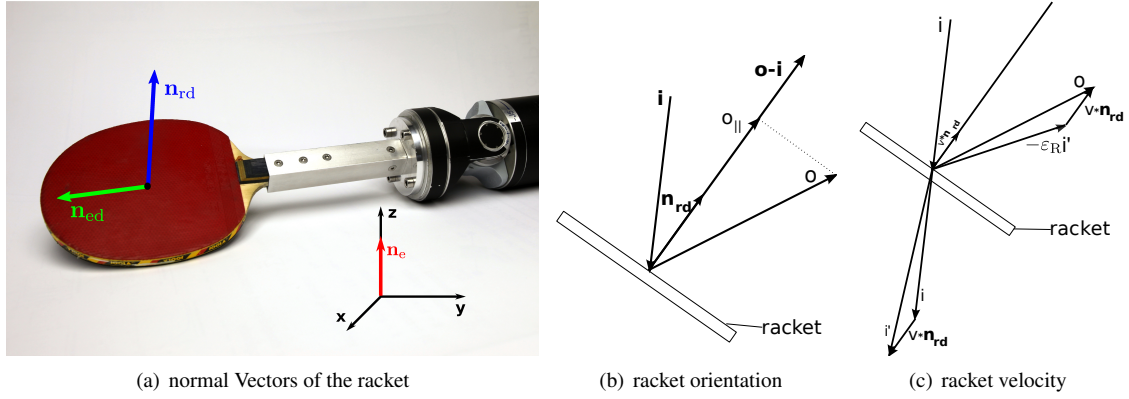 n_rd
n_ed
z
n_e
x
y
(a) normal Vectors of the racket
i
o-i
o_||
o
n_rd
racket
(b) racket orientation
i
o
v*n_rd
v*n_rd
-ε_R i'
racket
i
i'
v*n_rd
(c) racket velocity